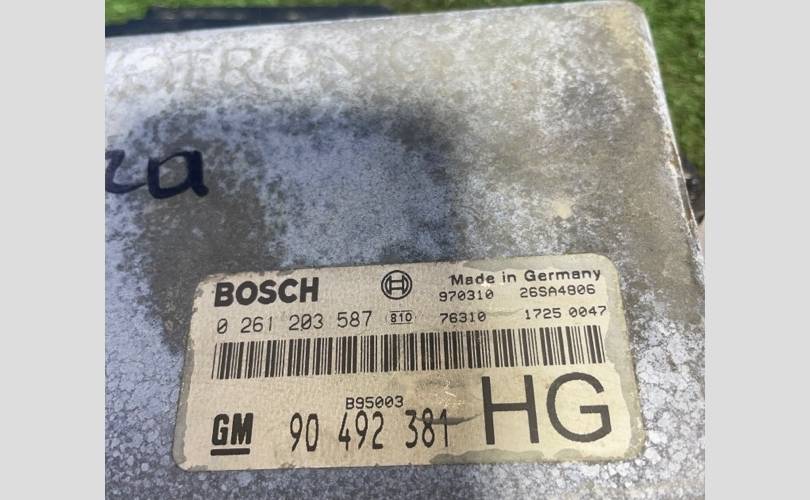 BOSCH Made in Germany
970310 26SA4806
0 261 203 587 810 76310 1725 0047
B95003
GM 90 492 381 HG